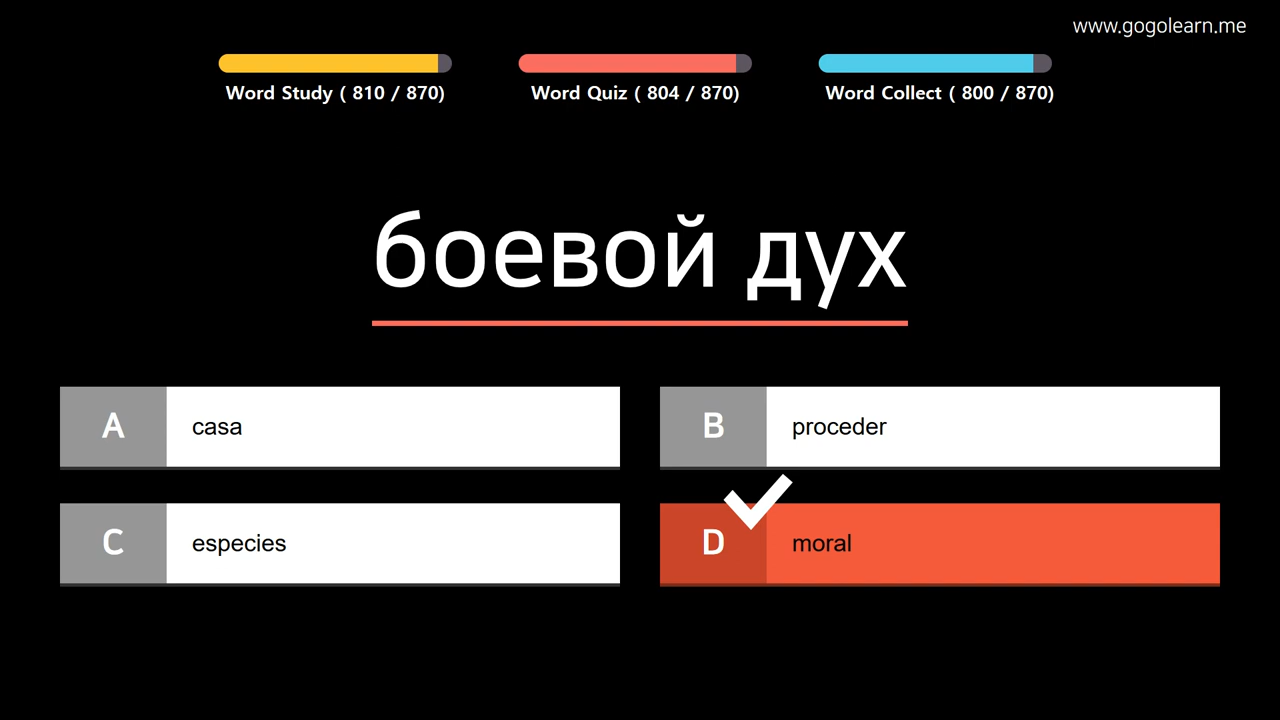 www.gogolearn.me
Word Study ( 810 / 870)
Word Quiz ( 804 / 870)
Word Collect ( 800 / 870)
боевой дух
A casa
B proceder
C especies
D moral